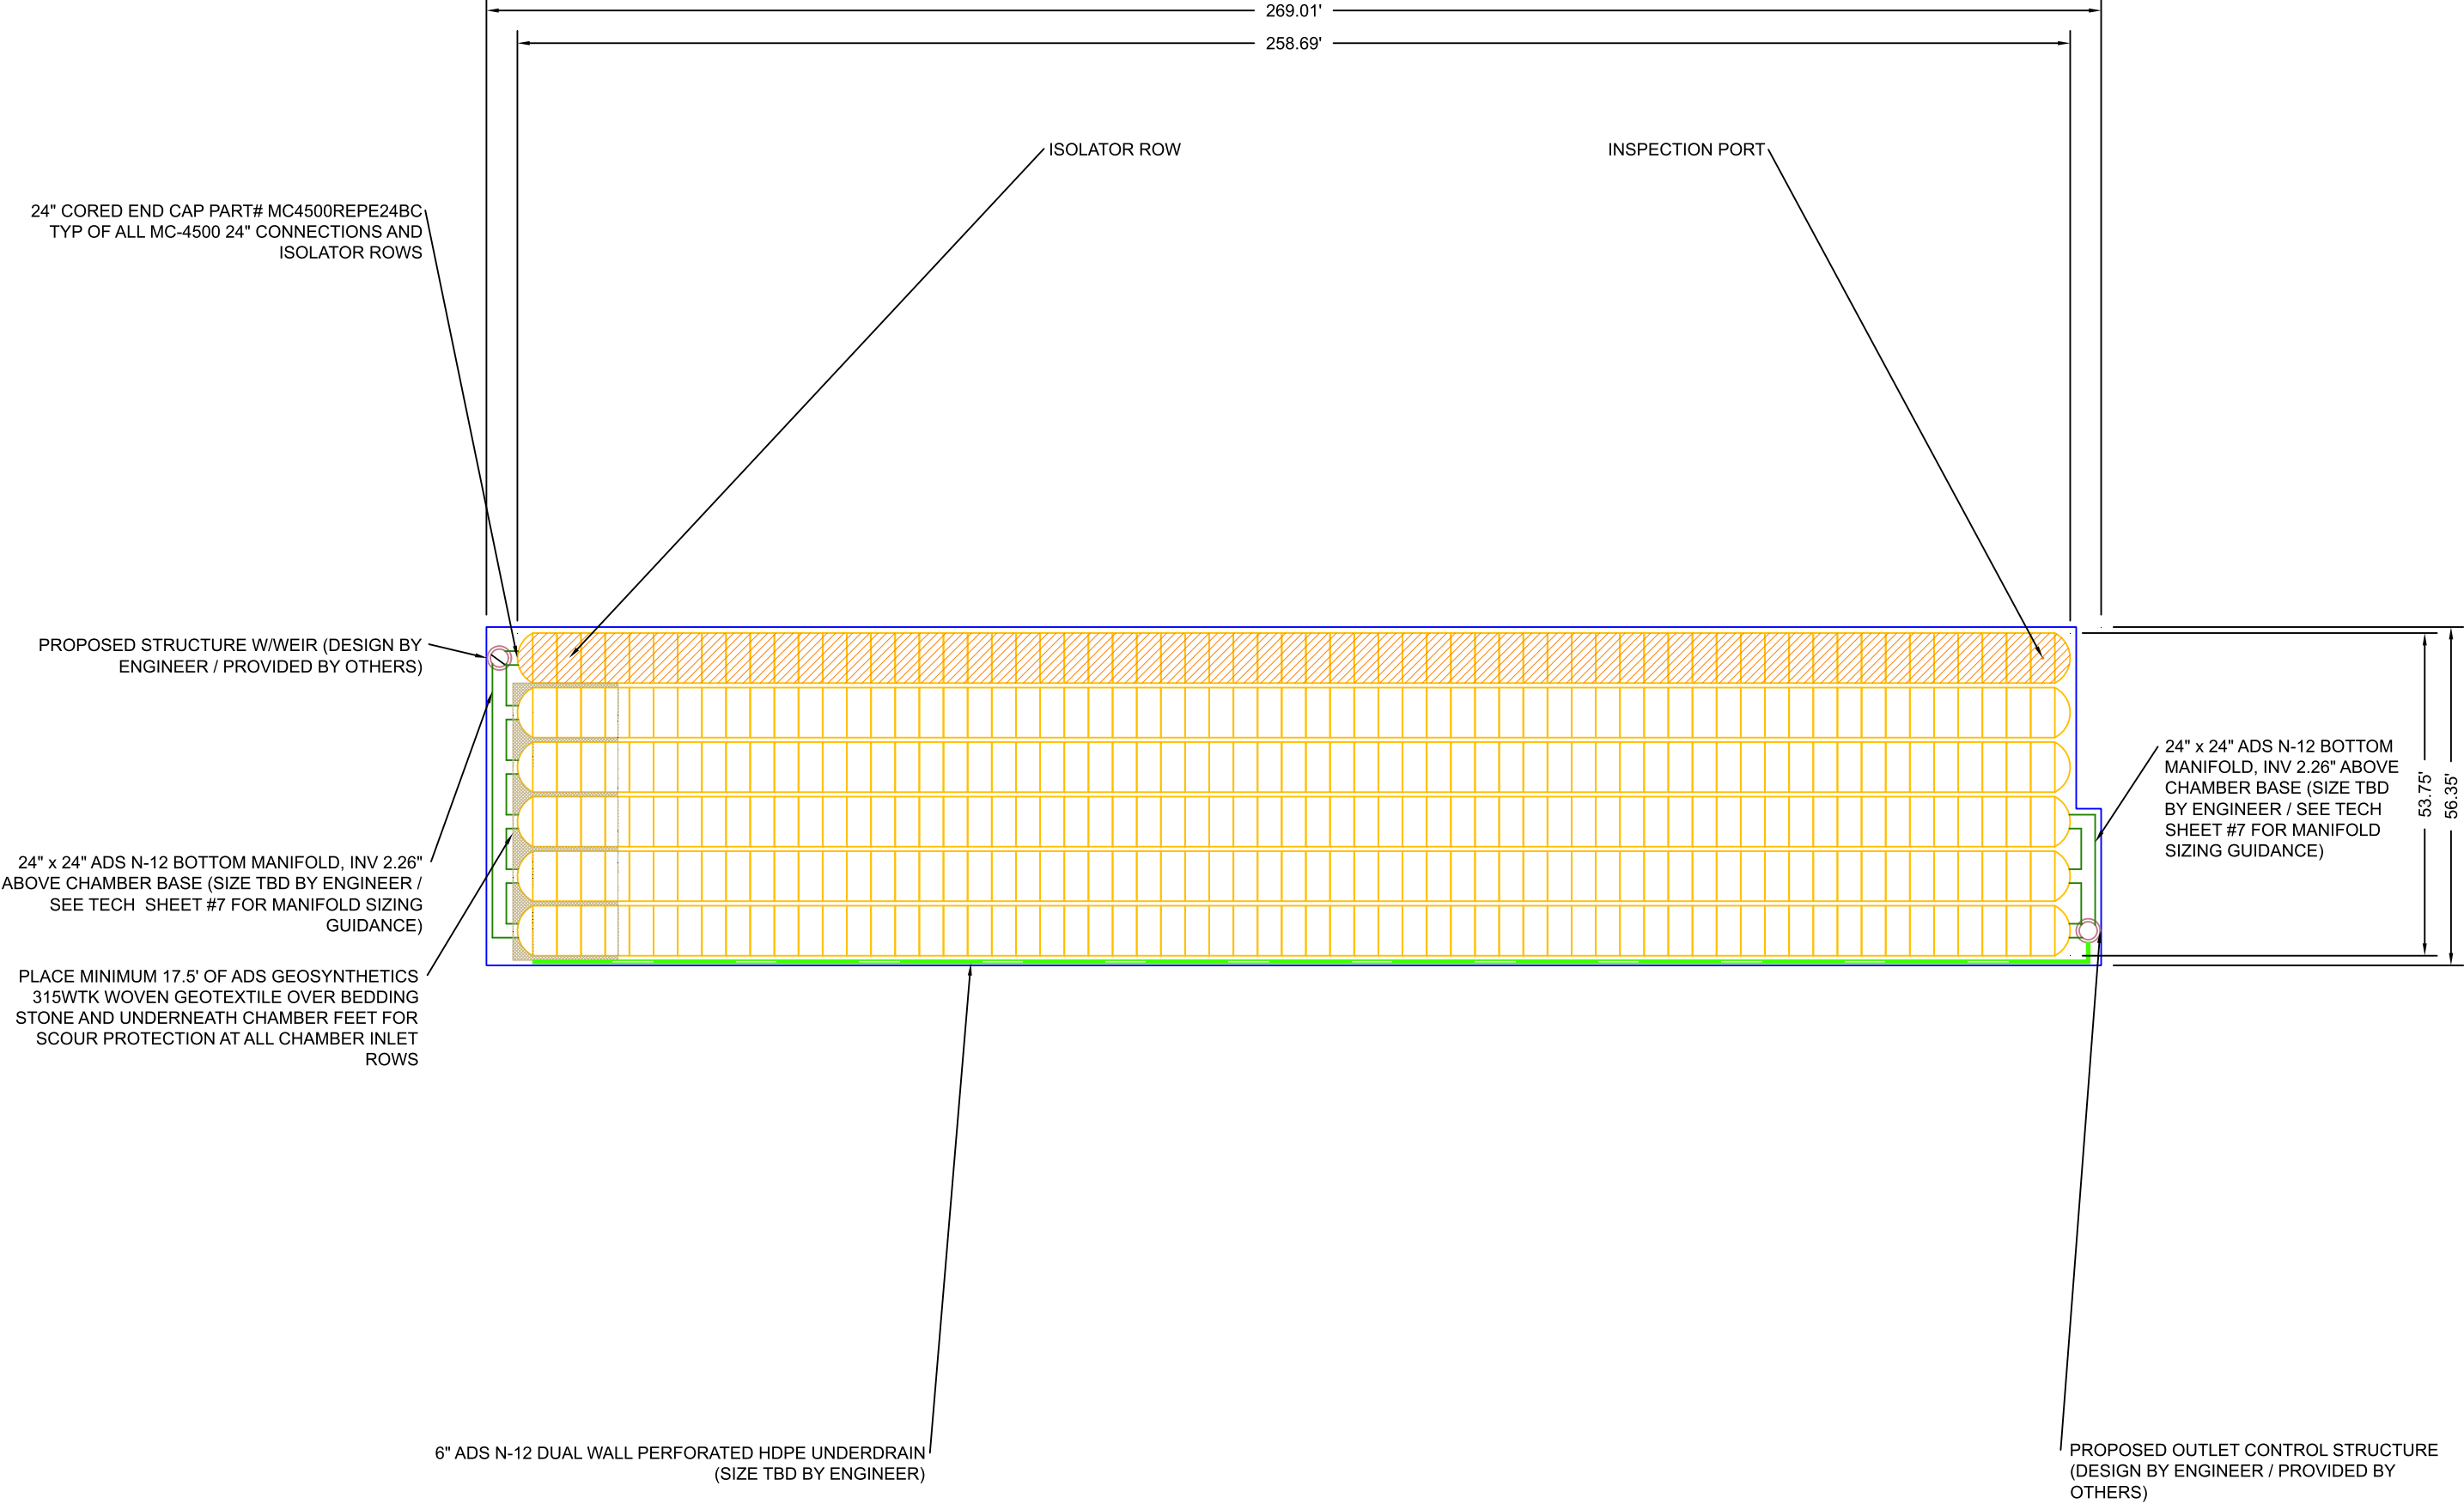 269.01'
258.69'
ISOLATOR ROW
INSPECTION PORT
24" CORED END CAP PART# MC4500REPE24BC
TYP OF ALL MC-4500 24" CONNECTIONS AND
ISOLATOR ROWS
PROPOSED STRUCTURE W/WEIR (DESIGN BY
ENGINEER / PROVIDED BY OTHERS)
24" x 24" ADS N-12 BOTTOM
MANIFOLD, INV 2.26" ABOVE
CHAMBER BASE (SIZE TBD
BY ENGINEER / SEE TECH
SHEET #7 FOR MANIFOLD
SIZING GUIDANCE)
53.75'
56.35'
24" x 24" ADS N-12 BOTTOM MANIFOLD, INV 2.26"
ABOVE CHAMBER BASE (SIZE TBD BY ENGINEER /
SEE TECH SHEET #7 FOR MANIFOLD SIZING
GUIDANCE)
PLACE MINIMUM 17.5' OF ADS GEOSYNTHETICS
315WTK WOVEN GEOTEXTILE OVER BEDDING
STONE AND UNDERNEATH CHAMBER FEET FOR
SCOUR PROTECTION AT ALL CHAMBER INLET
ROWS
6" ADS N-12 DUAL WALL PERFORATED HDPE UNDERDRAIN
(SIZE TBD BY ENGINEER)
PROPOSED OUTLET CONTROL STRUCTURE
(DESIGN BY ENGINEER / PROVIDED BY
OTHERS)